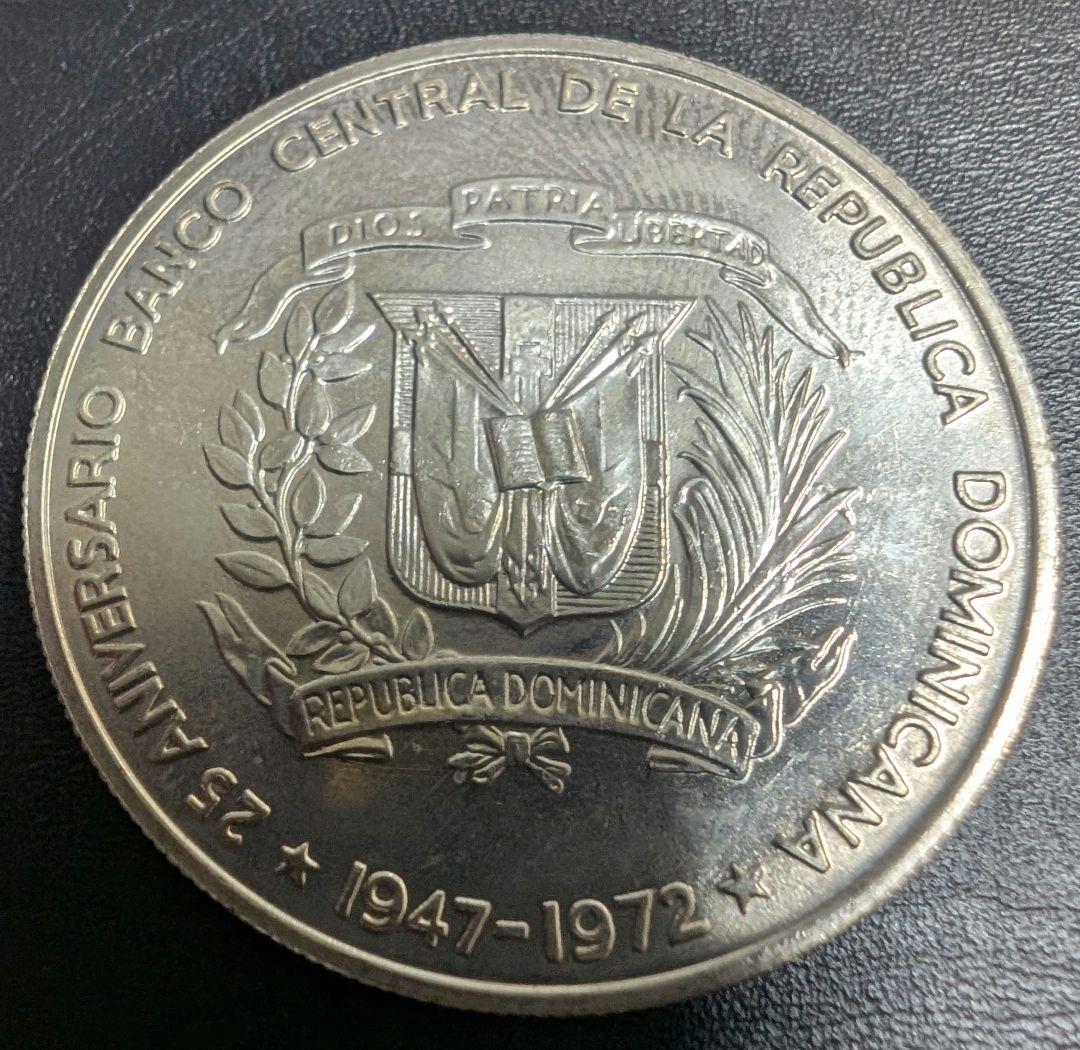 25 ANIVERSARIO BANCO CENTRAL DE LA REPUBLICA DOMINICANA
DIOS PATRIA LIBERTAD
REPUBLICA DOMINICANA
★ 1947-1972 ★